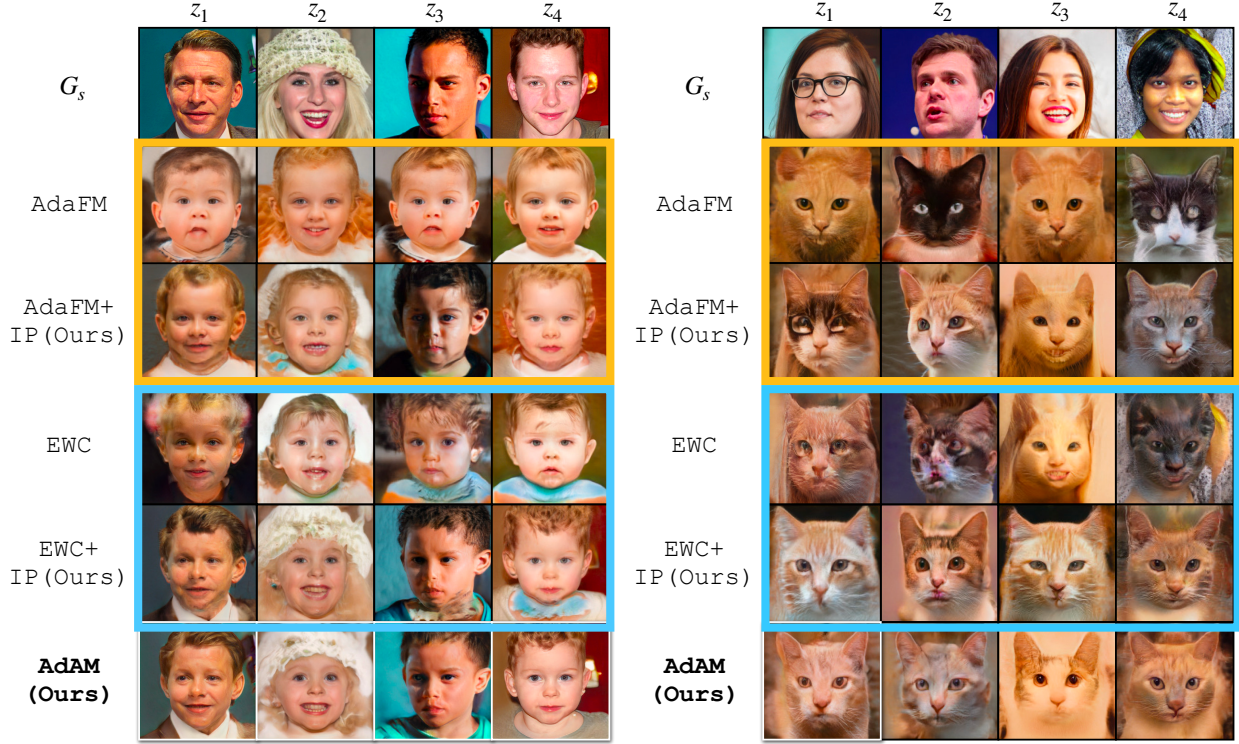 z1 z2 z3 z4
Gs
AdaFM
AdaFM+
IP(Ours)
EWC
EWC+
IP(Ours)
AdAM
(Ours)
z1 z2 z3 z4
Gs
AdaFM
AdaFM+
IP(Ours)
EWC
EWC+
IP(Ours)
AdAM
(Ours)